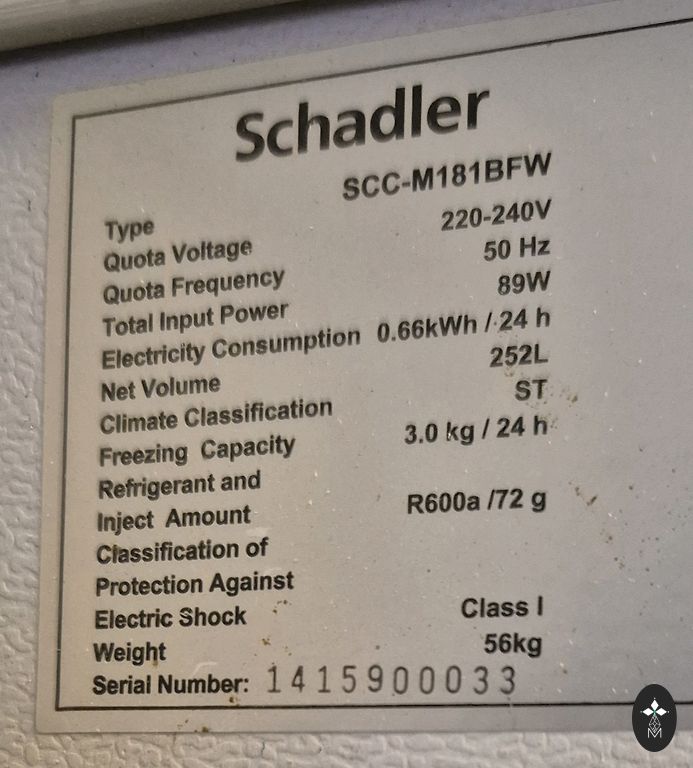 Schadler
Type SCC-M181BFW
Quota Voltage 220-240V
Quota Frequency 50 Hz
Total Input Power 89W
Electricity Consumption 0.66kWh / 24 h
Net Volume 252L
Climate Classification ST
Freezing Capacity 3.0 kg / 24 h
Refrigerant and
Inject Amount R600a /72 g
Classification of
Protection Against
Electric Shock Class I
Weight 56kg
Serial Number: 1415900033
M